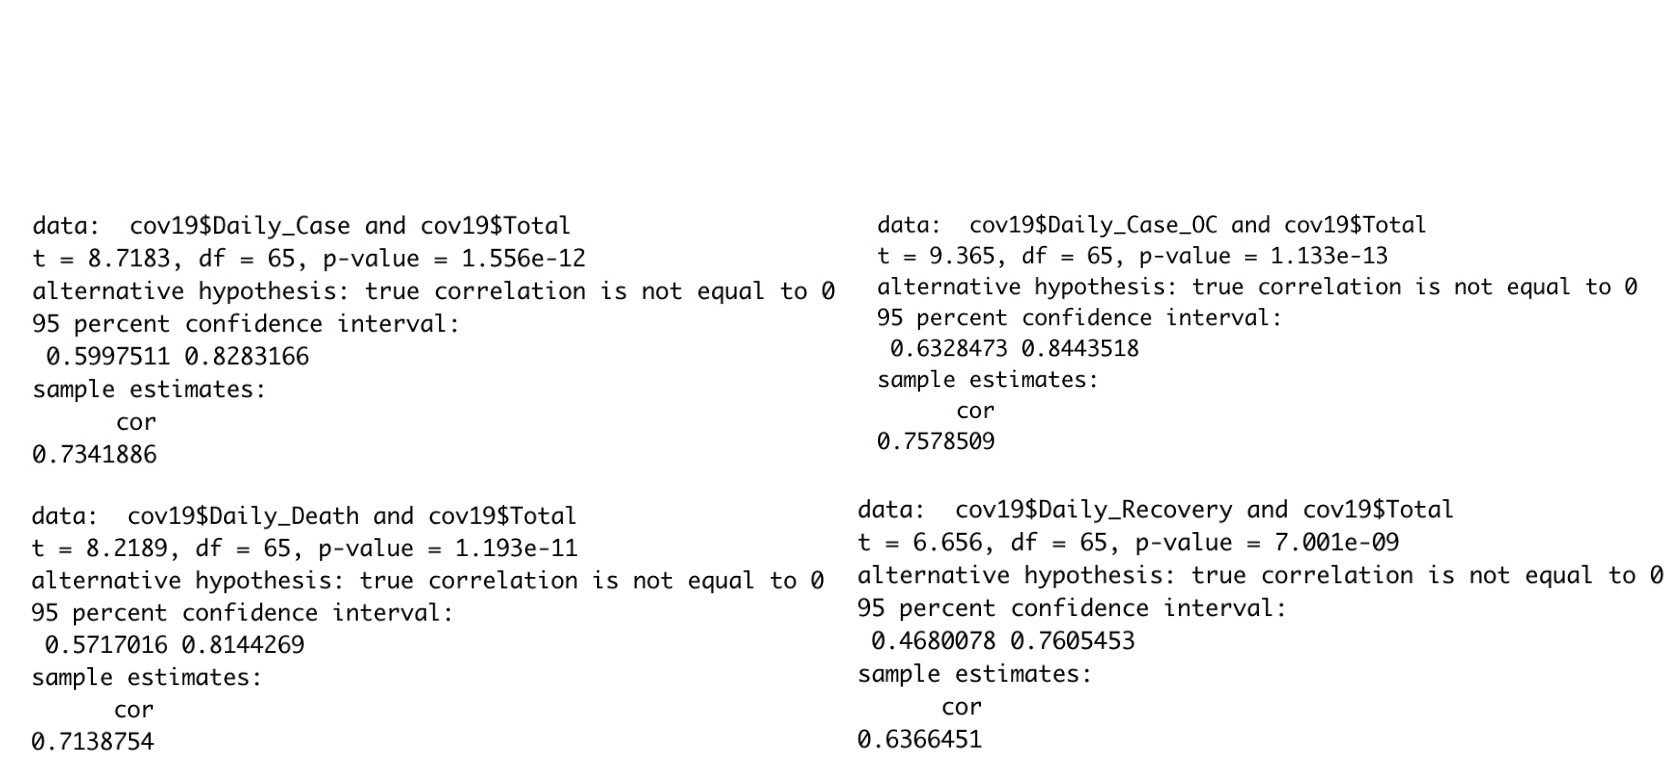 data:  cov19$Daily_Case and cov19$Total
t = 8.7183, df = 65, p-value = 1.556e-12
alternative hypothesis: true correlation is not equal to 0
95 percent confidence interval:
 0.5997511 0.8283166
sample estimates:
      cor
0.7341886
data:  cov19$Daily_Case_OC and cov19$Total
t = 9.365, df = 65, p-value = 1.133e-13
alternative hypothesis: true correlation is not equal to 0
95 percent confidence interval:
 0.6328473 0.8443518
sample estimates:
      cor
0.7578509
data:  cov19$Daily_Death and cov19$Total
t = 8.2189, df = 65, p-value = 1.193e-11
alternative hypothesis: true correlation is not equal to 0
95 percent confidence interval:
 0.5717016 0.8144269
sample estimates:
      cor
0.7138754
data:  cov19$Daily_Recovery and cov19$Total
t = 6.656, df = 65, p-value = 7.001e-09
alternative hypothesis: true correlation is not equal to 0
95 percent confidence interval:
 0.4680078 0.7605453
sample estimates:
      cor
0.6366451